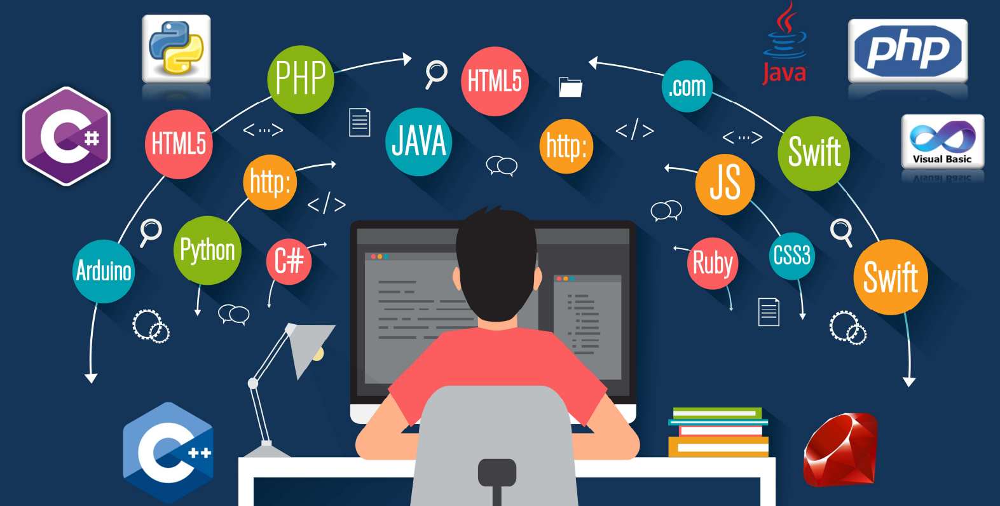 Java
php
PHP
HTML5
.com
C#
HTML5
JAVA
http:
Swift
Visual Basic
http:
JS
Python
C#
Ruby
CSS3
Arduino
Swift
C++